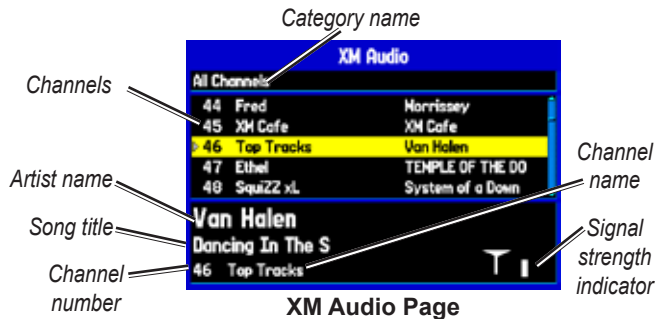 Category name
XM Audio
All Channels
Channels
44 Fred Morrissey
45 XM Cafe XM Cafe
46 Top Tracks Van Halen
47 Ethel TEMPLE OF THE DO
48 SquiZZ xL System of a Down
Channel
name
Artist name
Van Halen
Song title
Dancing In The S
Channel
number
46 Top Tracks
Signal
strength
indicator
XM Audio Page